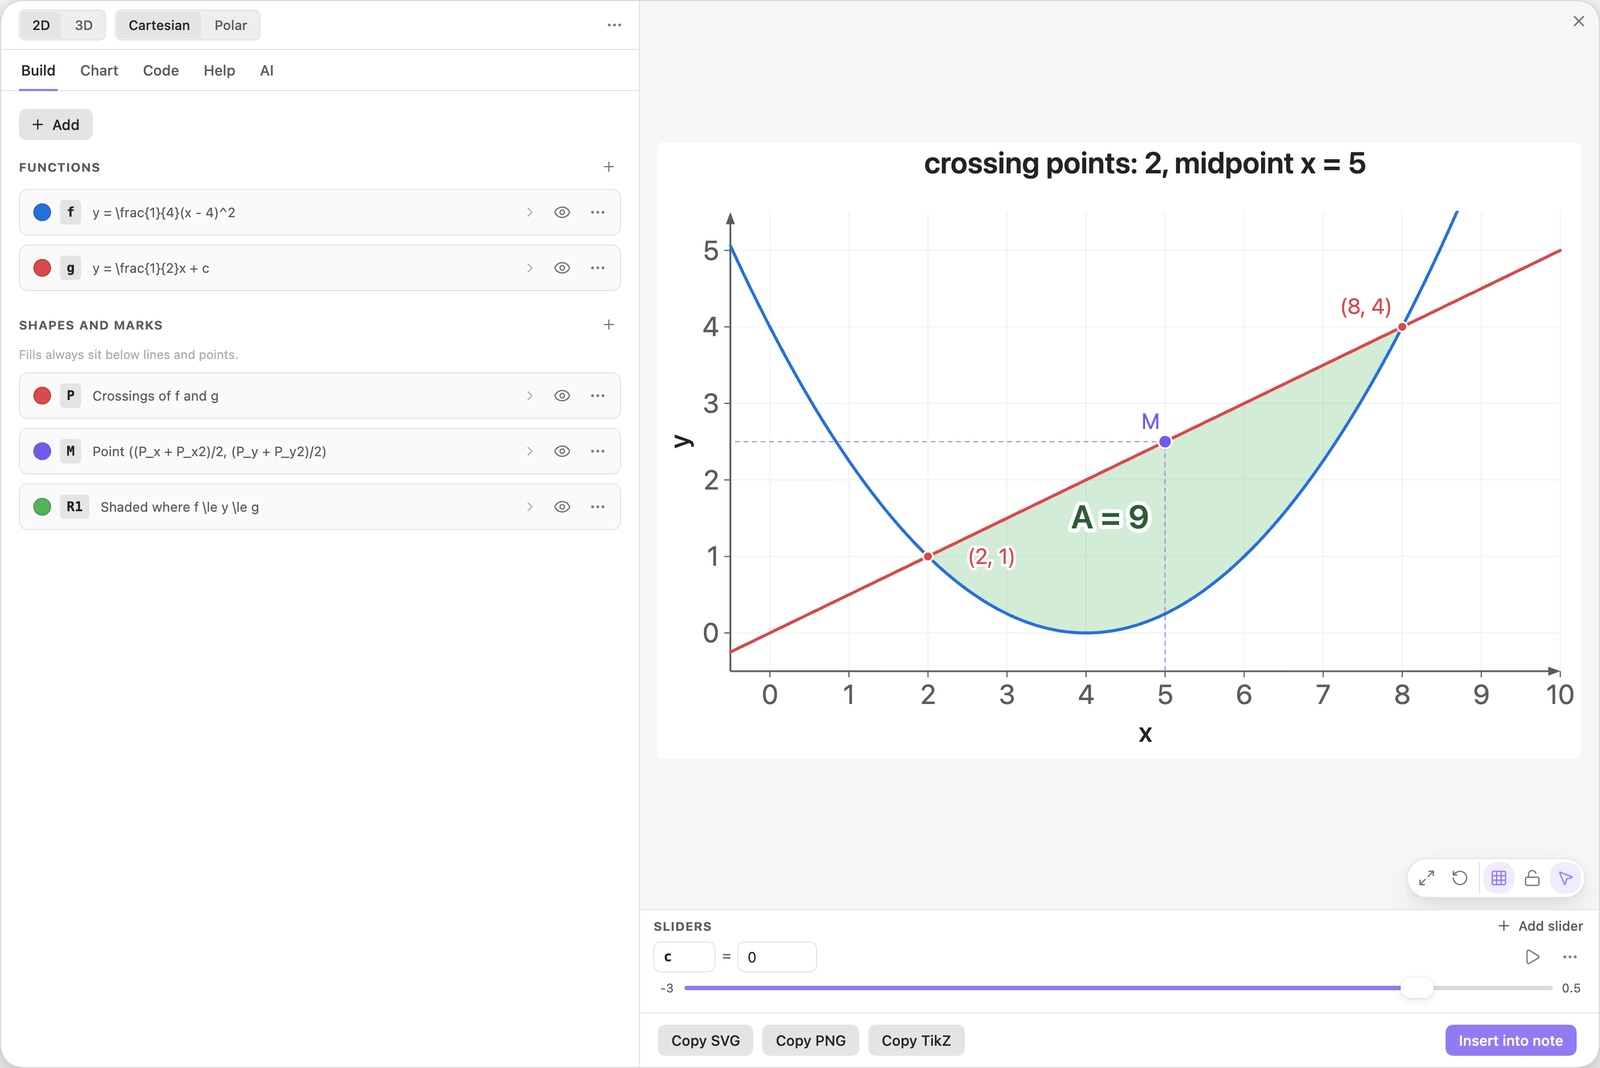 2D 3D Cartesian Polar
Build Chart Code Help AI
+ Add
FUNCTIONS
f y = \frac{1}{4}(x - 4)^2
g y = \frac{1}{2}x + c
SHAPES AND MARKS
Fills always sit below lines and points.
P Crossings of f and g
M Point ((P_x + P_x2)/2, (P_y + P_y2)/2)
R1 Shaded where f \le y \le g
crossing points: 2, midpoint x = 5
5
4
3
2
1
0
y
(8, 4)
M
A = 9
(2, 1)
0 1 2 3 4 5 6 7 8 9 10
x
SLIDERS
+ Add slider
c = 0
-3 0.5
Copy SVG Copy PNG Copy TikZ
Insert into note